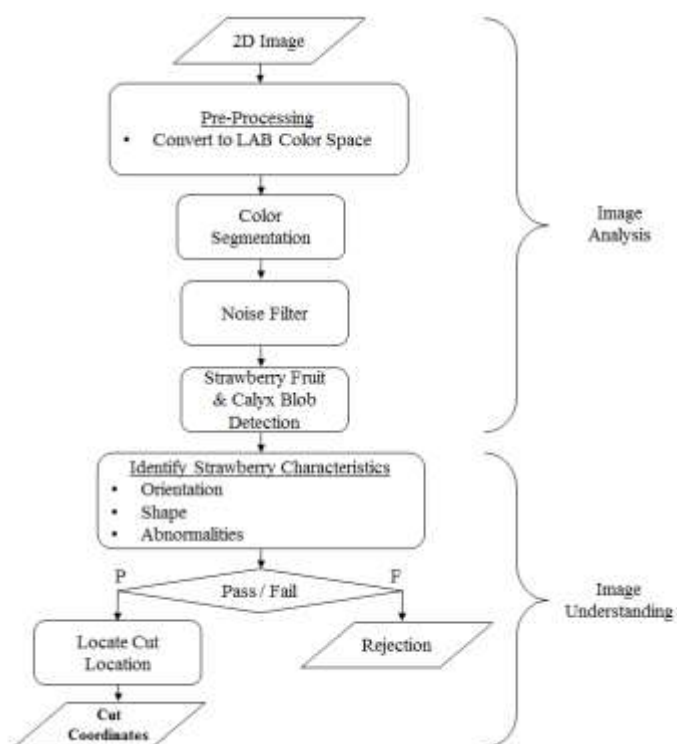 2D Image
Pre-Processing
• Convert to LAB Color Space
Color
Segmentation
Noise Filter
Strawberry Fruit
& Calyx Blob
Detection
Image
Analysis
Identify Strawberry Characteristics
• Orientation
• Shape
• Abnormalities
P
Pass / Fail
F
Locate Cut
Location
Rejection
Cut
Coordinates
Image
Understanding